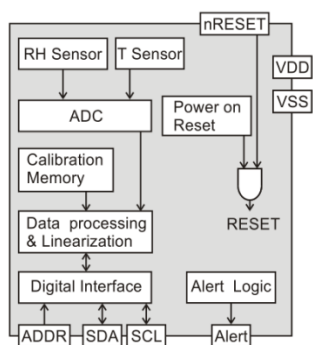 nRESET
RH Sensor
T Sensor
VDD
VSS
ADC
Power on
Reset
Calibration
Memory
RESET
Data processing
& Linearization
Digital Interface
Alert Logic
ADDR
SDA
SCL
Alert